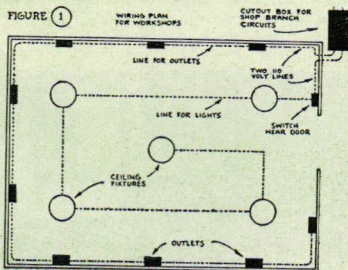 FIGURE 1
WIRING PLAN
FOR WORKSHOPS
CUTOUT BOX FOR
SHOP BRANCH
CIRCUITS
LINE FOR OUTLETS
TWO 110
VOLT LINES
LINE FOR LIGHTS
SWITCH
NEAR DOOR
CEILING
FIXTURES
OUTLETS